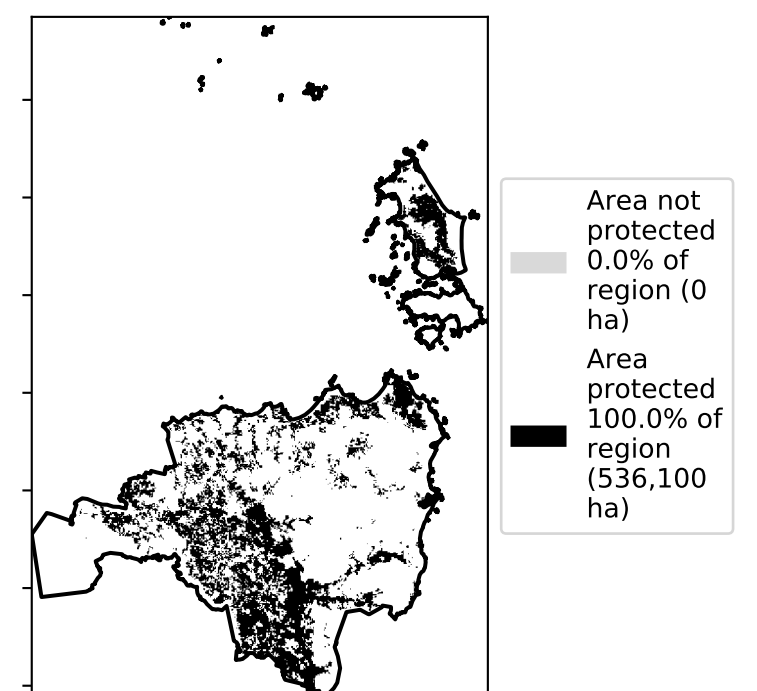 Area not
protected
0.0% of
region (0
ha)
Area
protected
100.0% of
region
(536,100
ha)